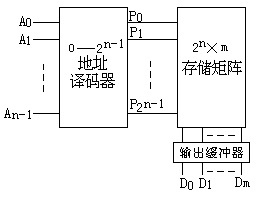 A0
A1
An-1
0—2n-1
地址
译码器
P0
P1
P2n-1
2n×m
存储矩阵
输出缓冲器
D0 D1 Dm